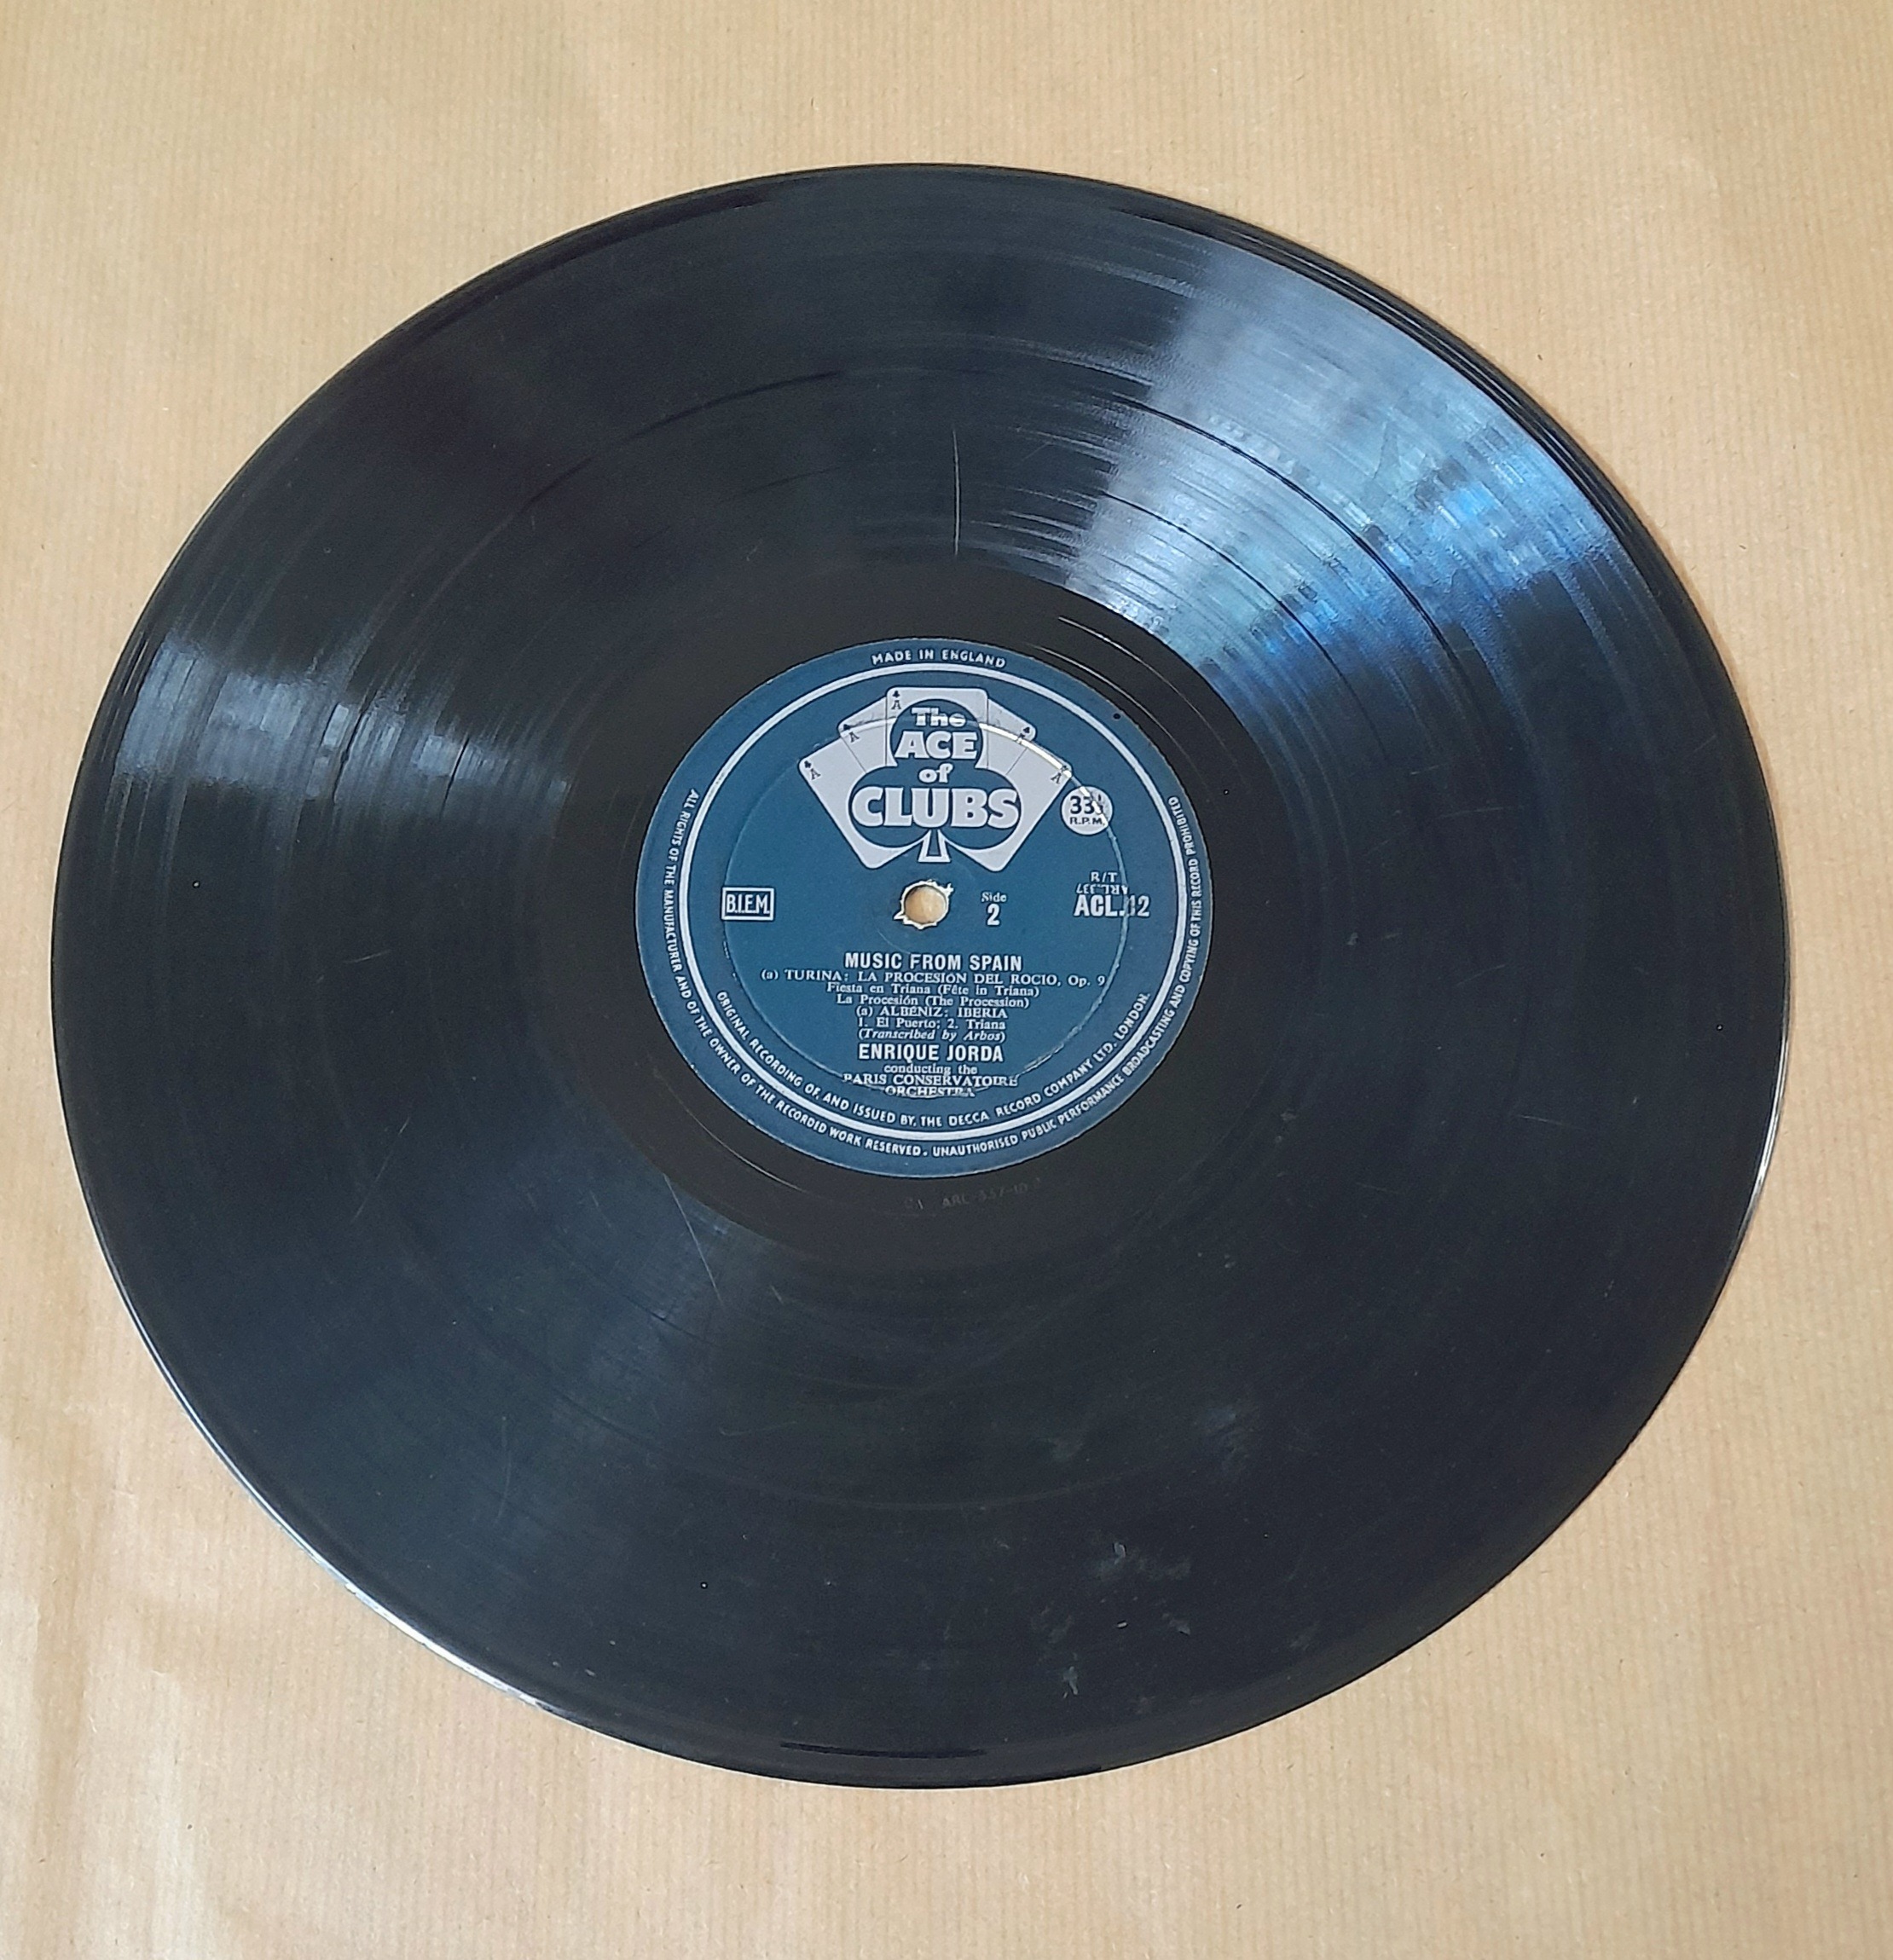 MADE IN ENGLAND
The
ACE
of
CLUBS
A
A
A
A
A
33⅓
R.P.M.
R/T
ARL.337
B.I.E.M.
Side
2
MUSIC FROM SPAIN
(a) TURINA: LA PROCESION DEL ROCIO, Op. 9
Fiesta en Triana (Fête in Triana)
La Procesión (The Procession)
(a) ALBENIZ: IBERIA
1. El Puerto; 2. Triana
(Transcribed by Arbos)
ENRIQUE JORDA
conducting the
PARIS CONSERVATOIRE
ORCHESTRA
ORIGINAL RECORDING OF, AND ISSUED BY, THE DECCA RECORD COMPANY LTD. LONDON.
ALL RIGHTS OF THE MANUFACTURER AND OF THE OWNER OF THE RECORDED WORK RESERVED. UNAUTHORISED PUBLIC PERFORMANCE BROADCASTING AND COPYING OF THIS RECORD PROHIBITED